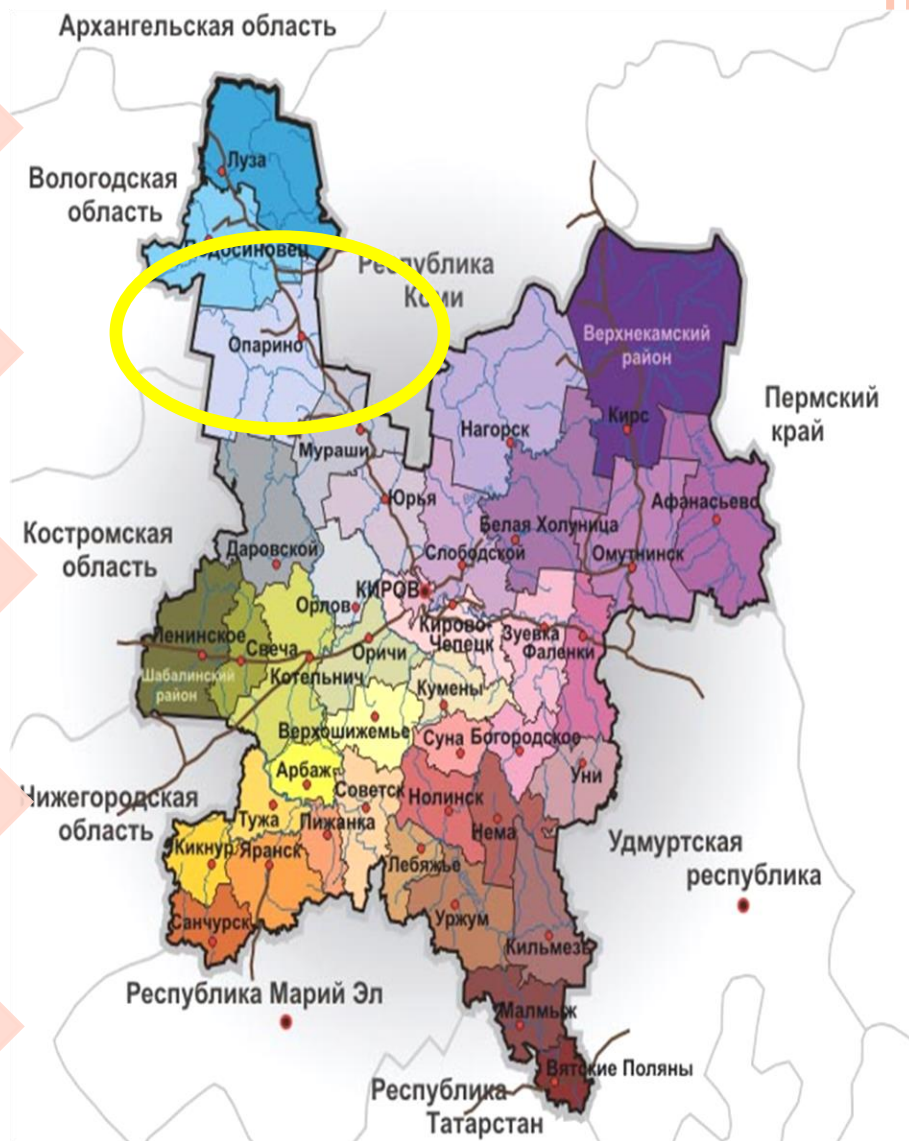 Архангельская область
Луза
Вологодская
область
Подосиновец
Республика
Коми
Опарино
Верхнекамский
район
Пермский
край
Кирс
Нагорск
Мураши
Юрья
Афанасьево
Белая Холуница
Костромская
область
Даровской
Слободской
Омутнинск
КИРОВ
Орлов
Кирово-
Чепецк
Зуевка
Фаленки
Ленинское
Свеча
Оричи
Котельнич
Шабалинский
район
Кумены
Верхошижемье
Суна
Богородское
Арбаж
Уни
Советск
Нолинск
Нижегородская
область
Тужа
Пижанка
Нема
Удмуртская
республика
Кикнур
Яранск
Лебяжье
Уржум
Санчурск
Кильмезь
Республика Марий Эл
Малмыж
Вятские Поляны
Республика
Татарстан